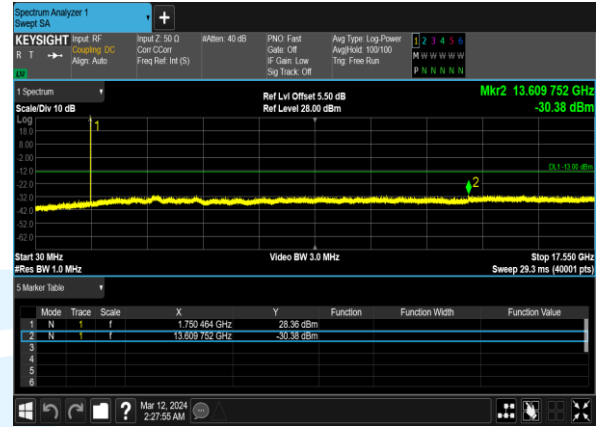 Spectrum Analyzer 1
Swept SA
KEYSIGHT Input: RF Input Z: 50 Ω #Atten: 40 dB PNO: Fast Avg Type: Log-Power 1 2 3 4 5 6
R T Coupling: DC Corr CCorr Gate: Off Avg|Hold: 100/100 M W W W W W
Align: Auto Freq Ref: Int (S) IF Gain: Low Trig: Free Run
Sig Track: Off P N N N N N
1 Spectrum Ref Lvl Offset 5.50 dB Mkr2 13.609 752 GHz
Scale/Div 10 dB Ref Level 28.00 dBm -30.38 dBm
Log
18.0 1
8.00
-2.00
-12.0 DL1 -13.00 dBm
-22.0 2
-32.0
-42.0
-52.0
-62.0
Start 30 MHz Video BW 3.0 MHz Stop 17.550 GHz
#Res BW 1.0 MHz Sweep 29.3 ms (40001 pts)
5 Marker Table
Mode Trace Scale X Y Function Function Width Function Value
1 N 1 f 1.750 464 GHz 28.36 dBm
2 N 1 f 13.609 752 GHz -30.38 dBm
3
4
5
6
? Mar 12, 2024
2:27:55 AM